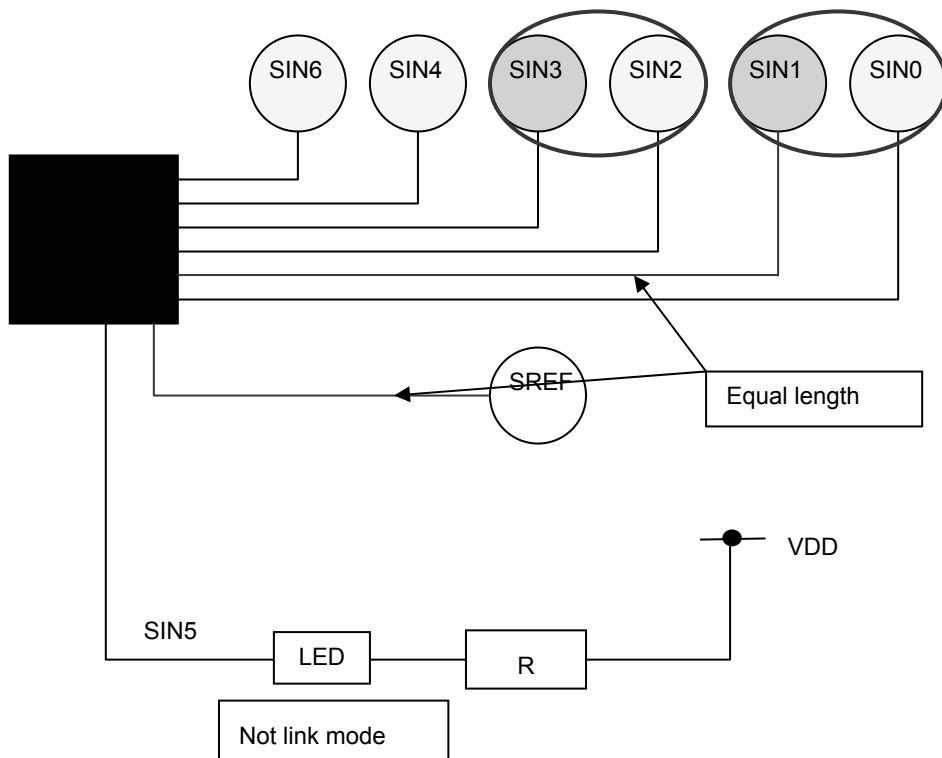 SIN6
SIN4
SIN3
SIN2
SIN1
SIN0
SREF
Equal length
VDD
SIN5
LED
R
Not link mode